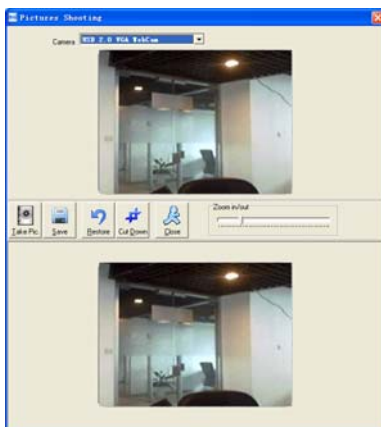 Pictures Shooting
Camera USB 2.0 VGA WebCam
Zoom in/out
Take Pic. Save Restore Cut Down Close